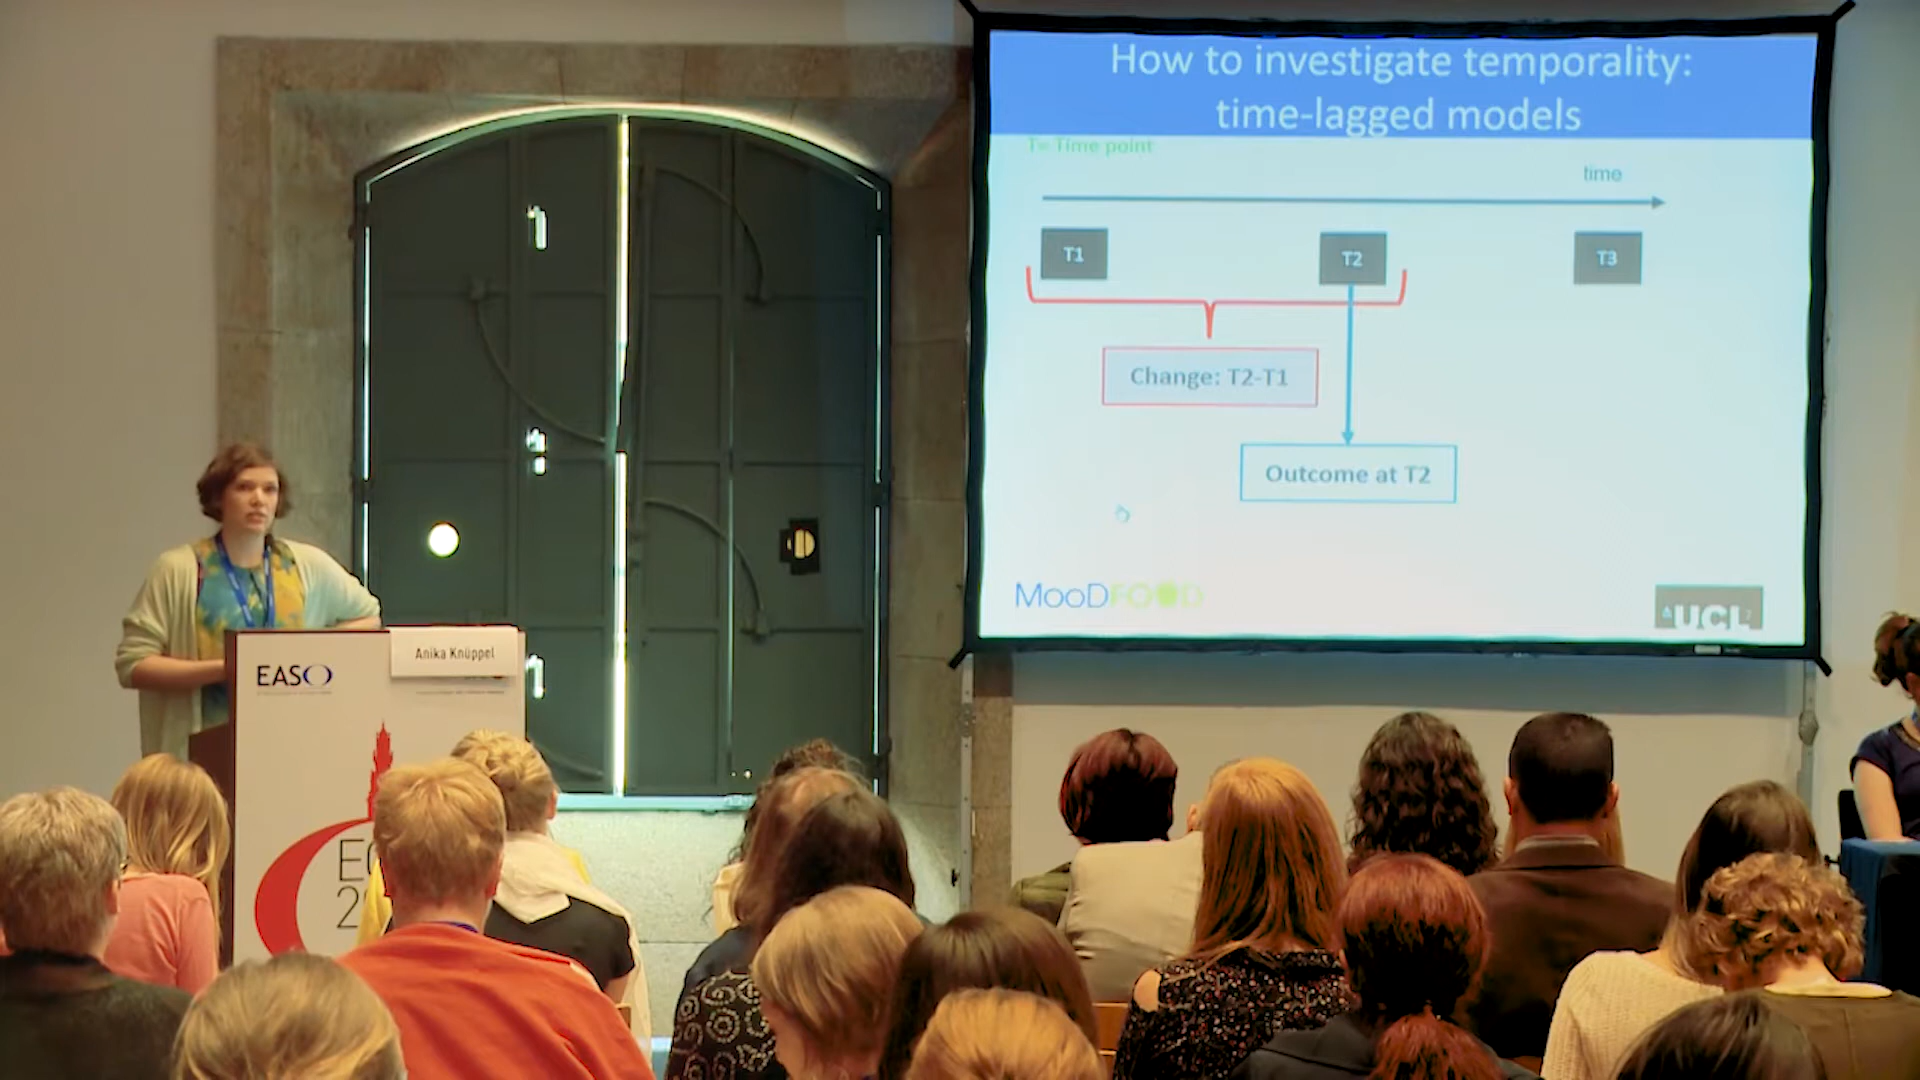 How to investigate temporality:
time-lagged models
T= Time point
time
T1
T2
T3
Change: T2-T1
Outcome at T2
MooDFOOD
UCL
Anika Knüppel
EASO